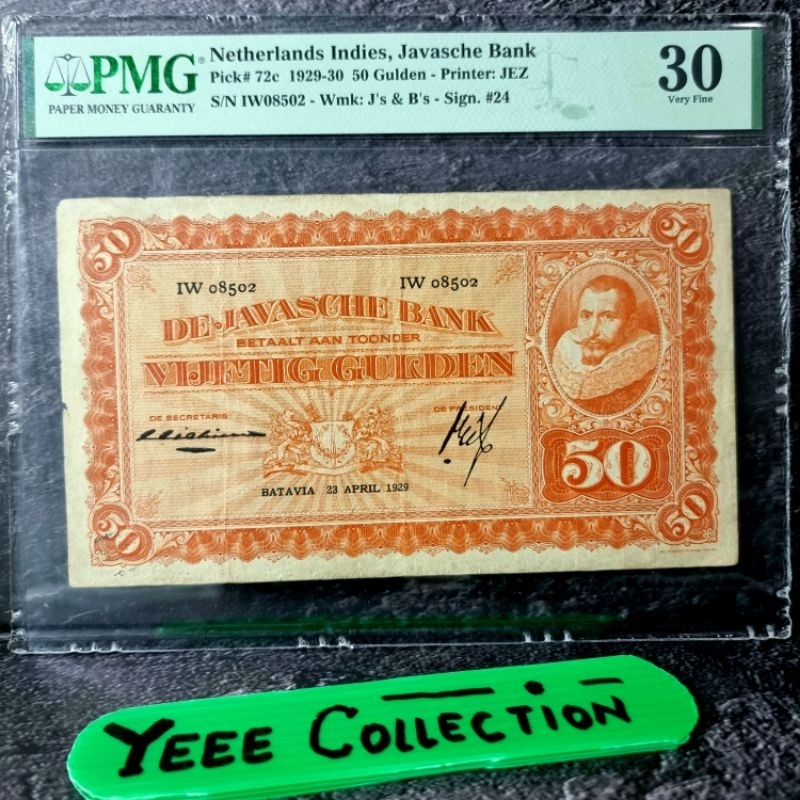 PMG
PAPER MONEY GUARANTY
Netherlands Indies, Javasche Bank
Pick# 72c 1929-30 50 Gulden - Printer: JEZ
S/N IW08502 - Wmk: J's & B's - Sign. #24
30
Very Fine
50
50
IW 08502
IW 08502
DE JAVASCHE BANK
BETAALT AAN TOONDER
VIJFTIG GULDEN
DE SECRETARIS
DE PRESIDENT
50
BATAVIA 23 APRIL 1929
50
50
YEEE COLLECTION